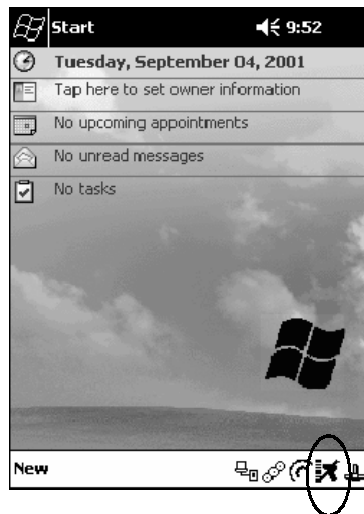 Start 9:52
Tuesday, September 04, 2001
Tap here to set owner information
No upcoming appointments
No unread messages
No tasks
New